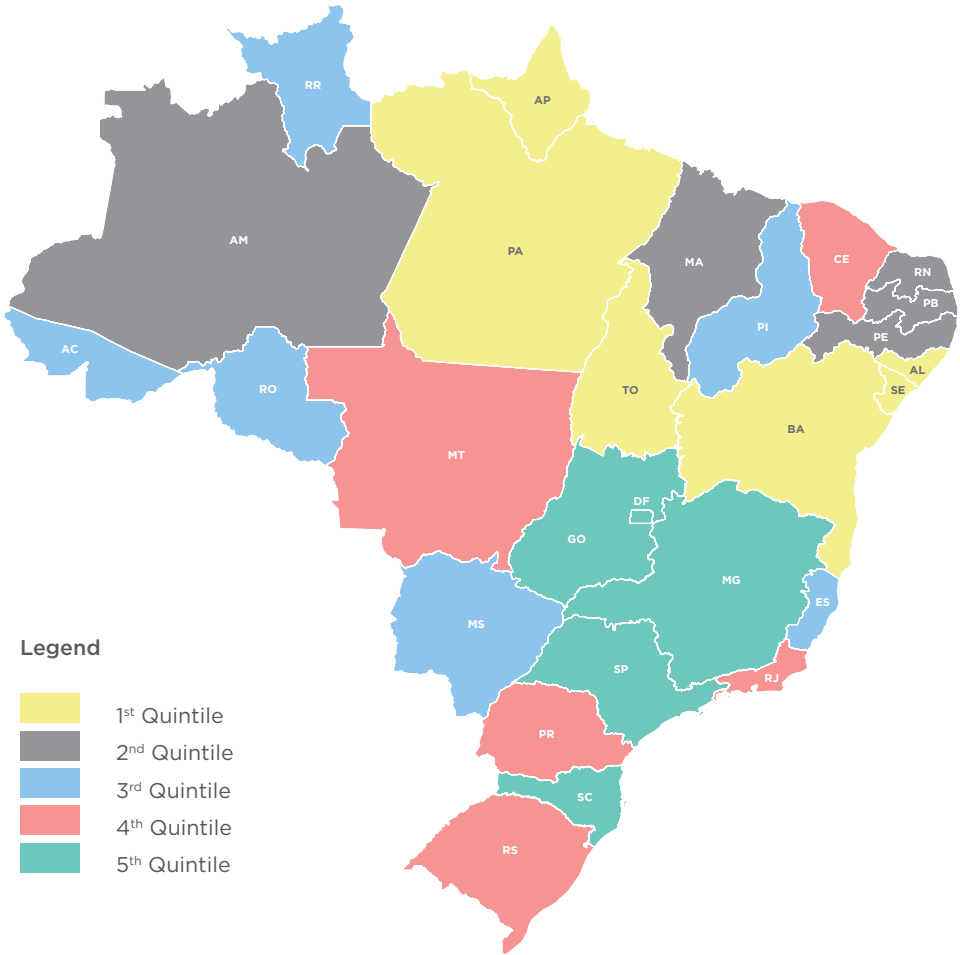 RR
AP
AM
PA
MA
CE
RN
PB
PI
PE
AC
AL
RO
TO
SE
BA
MT
DF
GO
MG
ES
MS
SP
RJ
PR
SC
RS
Legend
1st Quintile
2nd Quintile
3rd Quintile
4th Quintile
5th Quintile